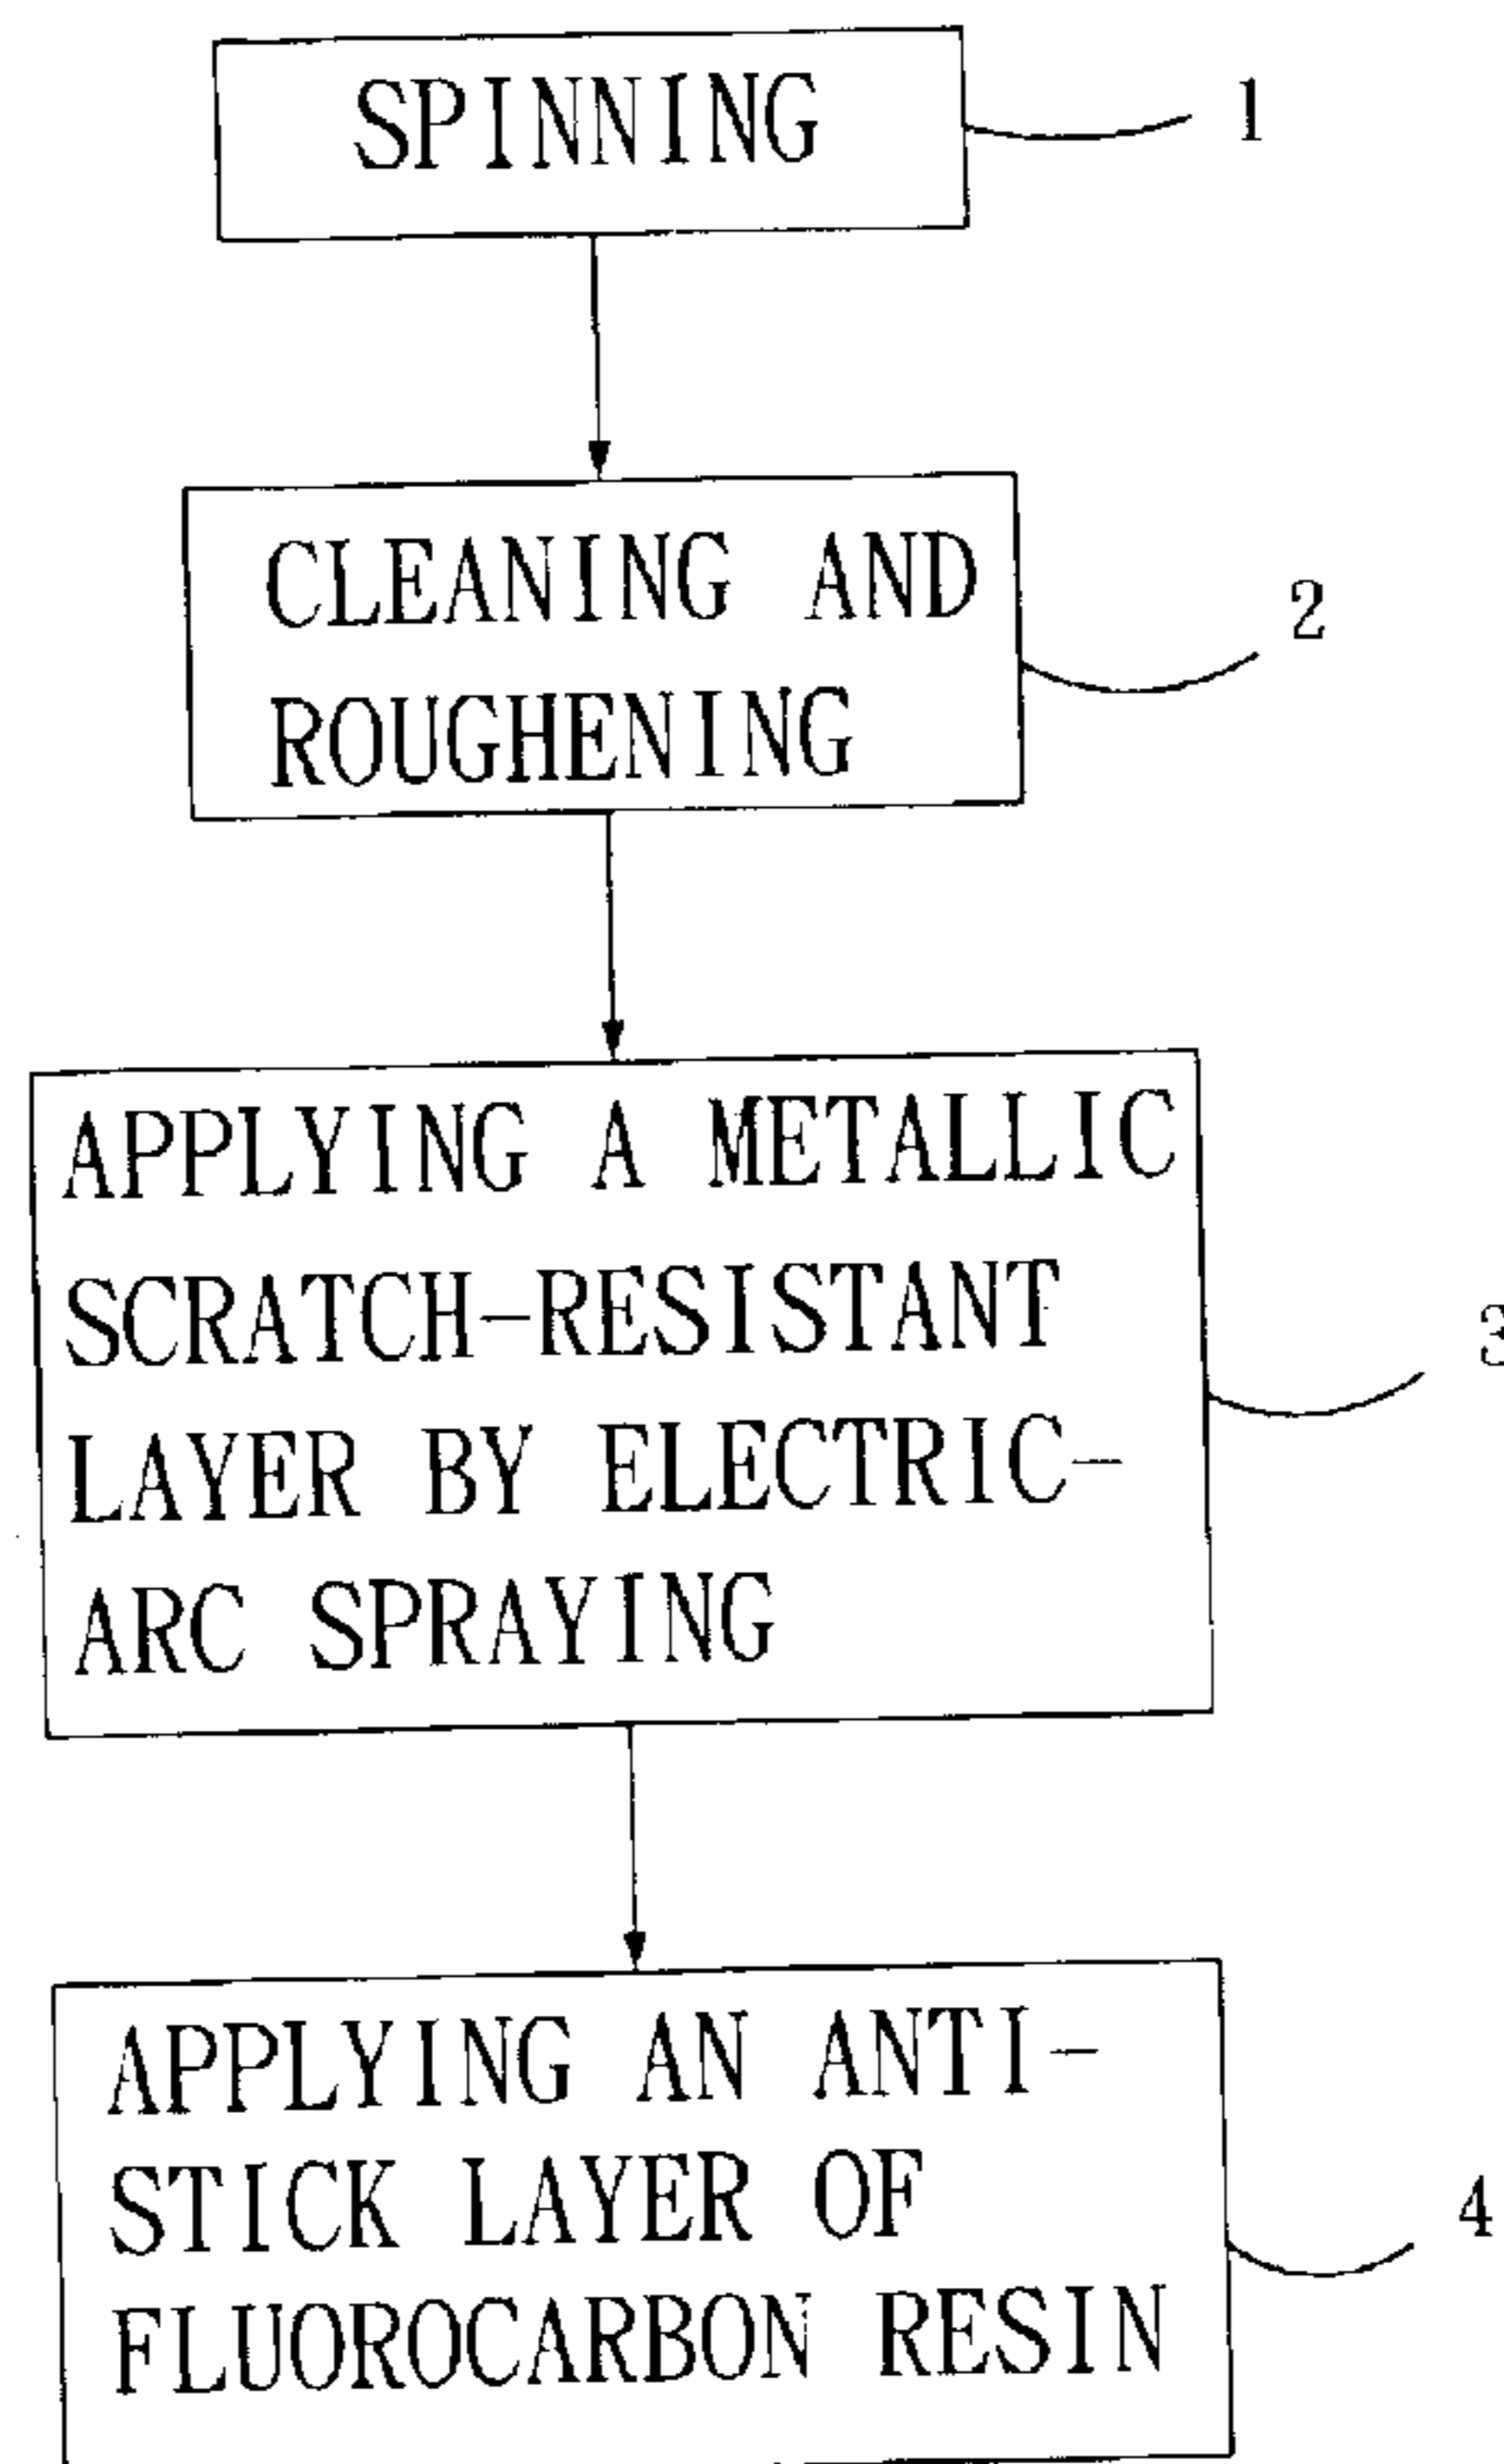 SPINNING
1
CLEANING AND
ROUGHENING
2
APPLYING A METALLIC
SCRATCH-RESISTANT
LAYER BY ELECTRIC-
ARC SPRAYING
3
APPLYING AN ANTI-
STICK LAYER OF
FLUOROCARBON RESIN
4